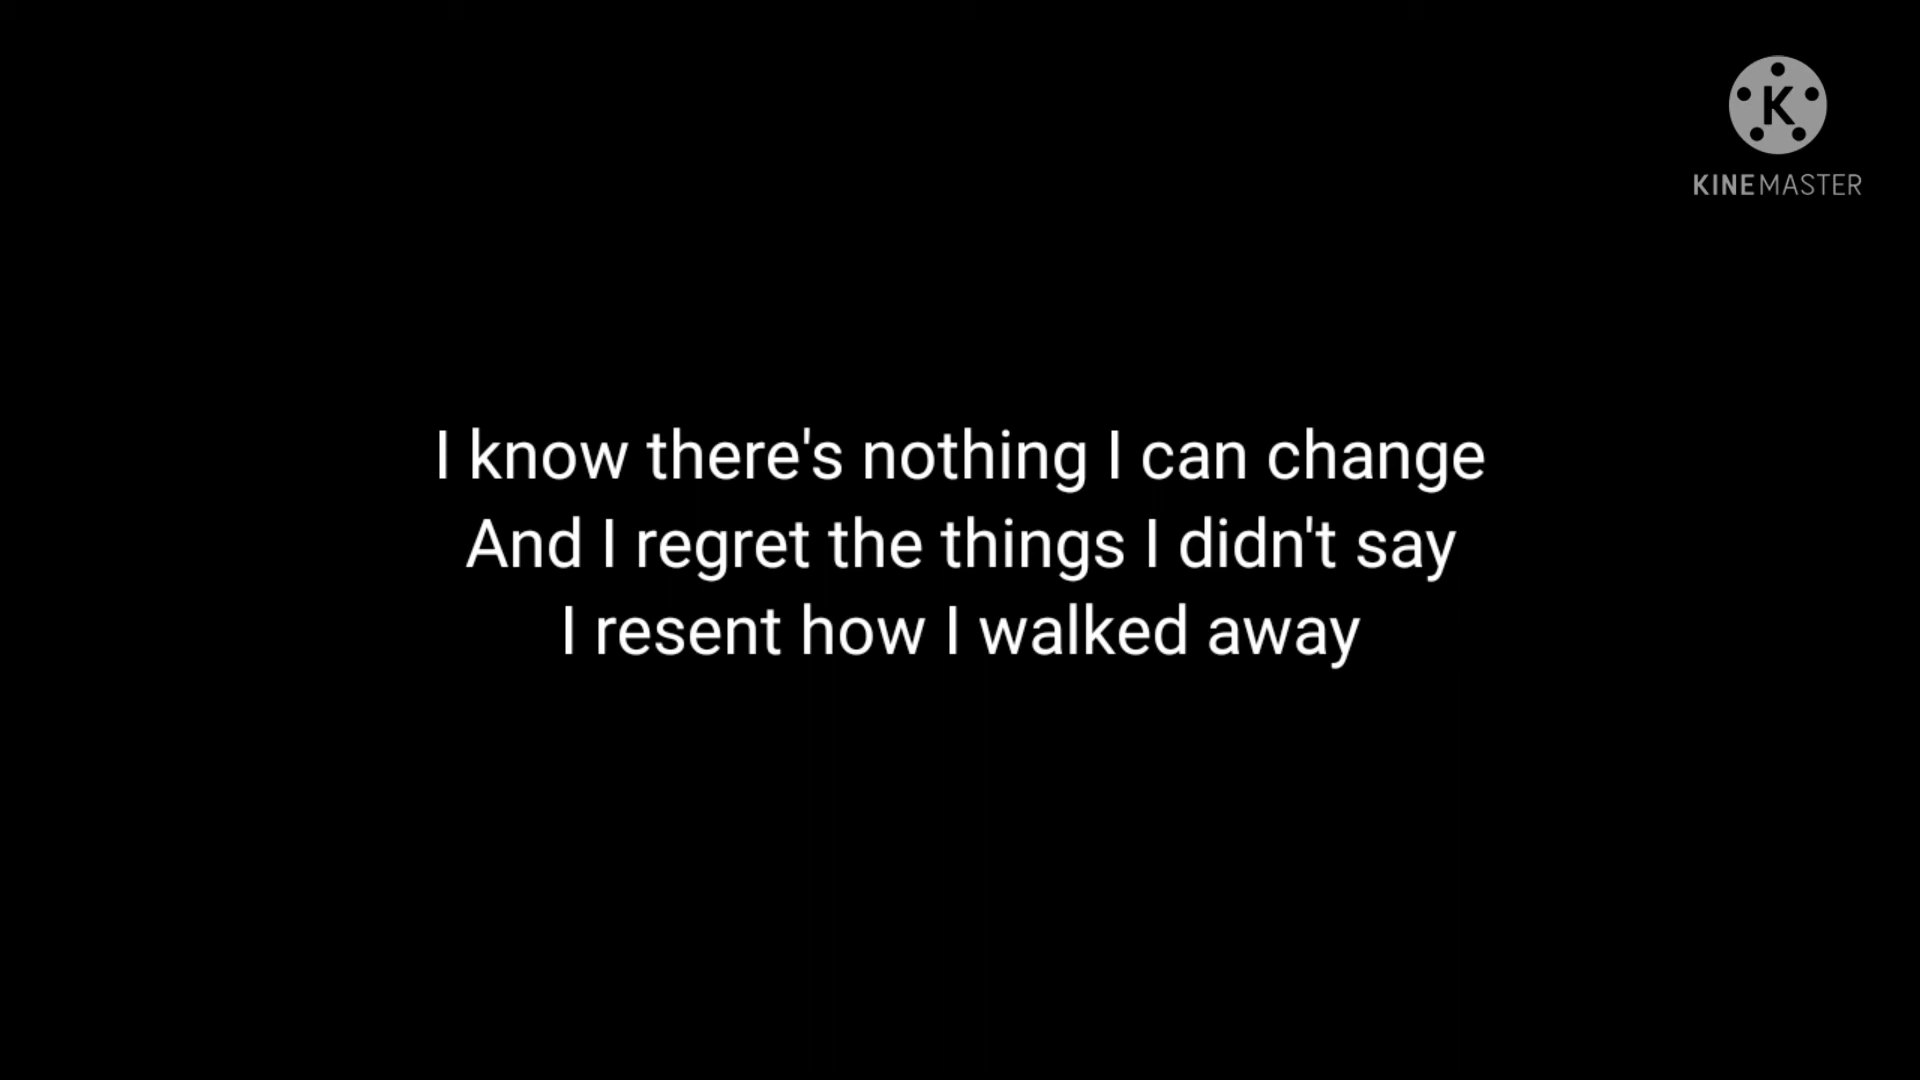 K
KINEMASTER
I know there's nothing I can change
And I regret the things I didn't say
I resent how I walked away